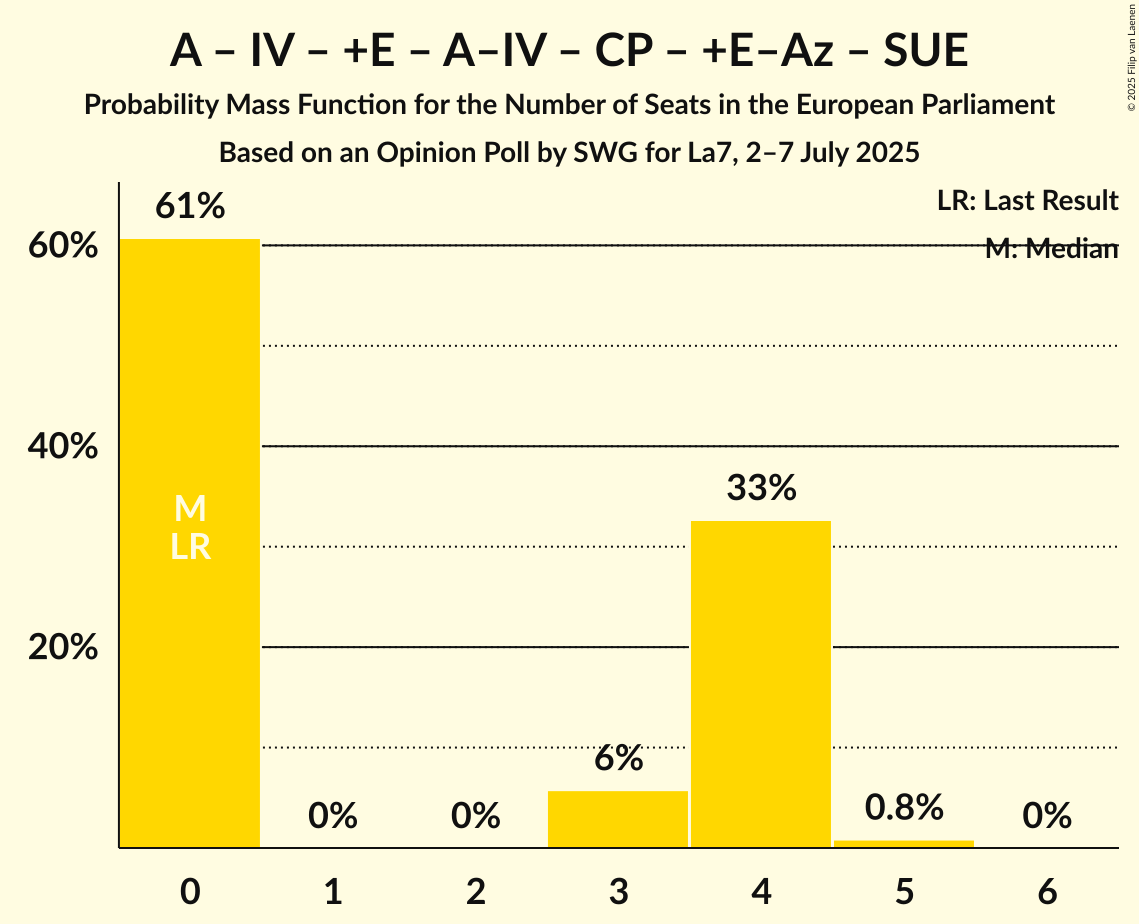 A – IV – +E – A–IV – CP – +E–Az – SUE
Probability Mass Function for the Number of Seats in the European Parliament
Based on an Opinion Poll by SWG for La7, 2–7 July 2025
© 2025 Filip van Laenen
LR: Last Result
M: Median
61%
60%
40%
20%
M
LR
0%
0%
6%
33%
0.8%
0%
0
1
2
3
4
5
6